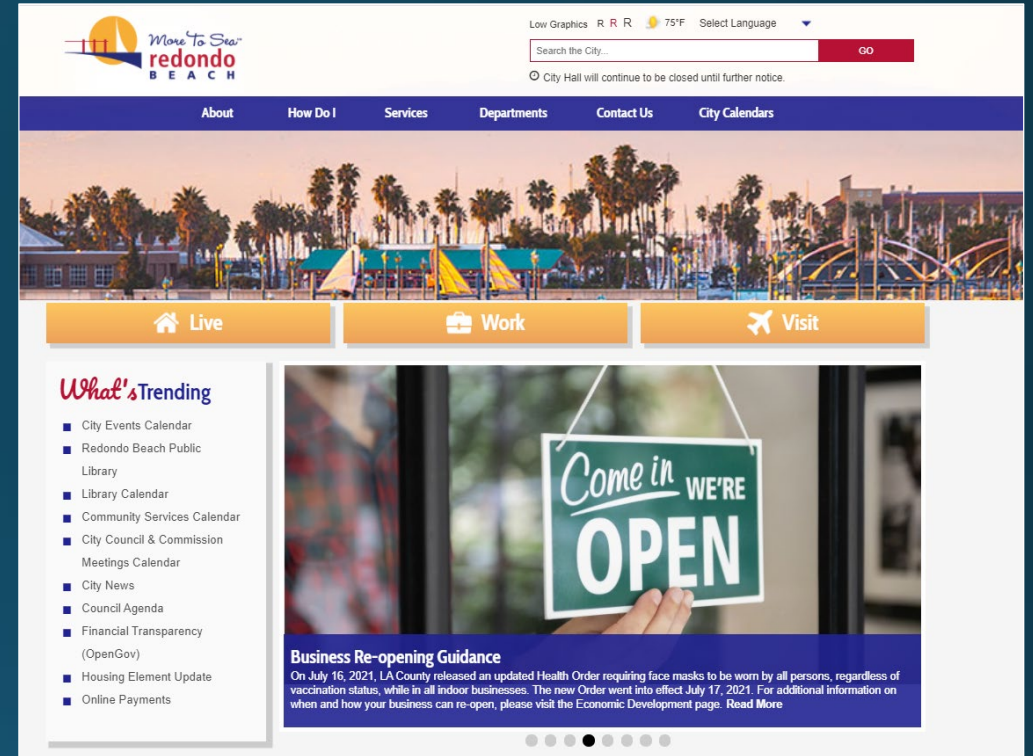 More To Sea℠
redondo
BEACH
Low Graphics R R R 75°F Select Language
Search the City... GO
City Hall will continue to be closed until further notice.
About How Do I Services Departments Contact Us City Calendars
Live Work Visit
What's Trending
City Events Calendar
Redondo Beach Public
Library
Library Calendar
Community Services Calendar
City Council & Commission
Meetings Calendar
City News
Council Agenda
Financial Transparency
(OpenGov)
Housing Element Update
Online Payments
Come in WE'RE
OPEN
Business Re-opening Guidance
On July 16, 2021, LA County released an updated Health Order requiring face masks to be worn by all persons, regardless of
vaccination status, while in all indoor businesses. The new Order went into effect July 17, 2021. For additional information on
when and how your business can re-open, please visit the Economic Development page. Read More